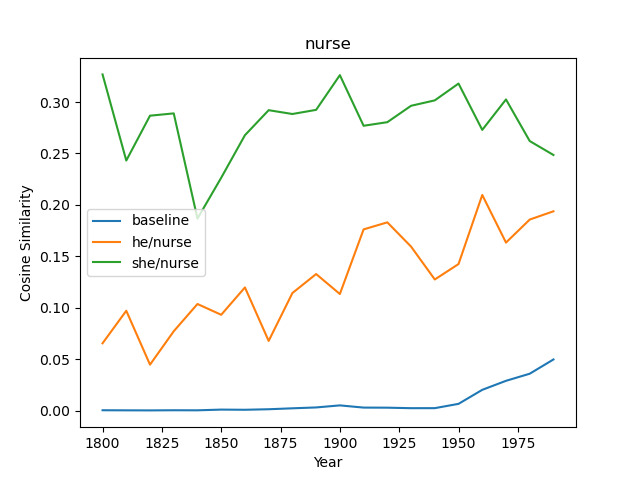 nurse
Cosine Similarity
0.30
0.25
0.20
0.15
0.10
0.05
0.00
baseline
he/nurse
she/nurse
1800 1825 1850 1875 1900 1925 1950 1975
Year